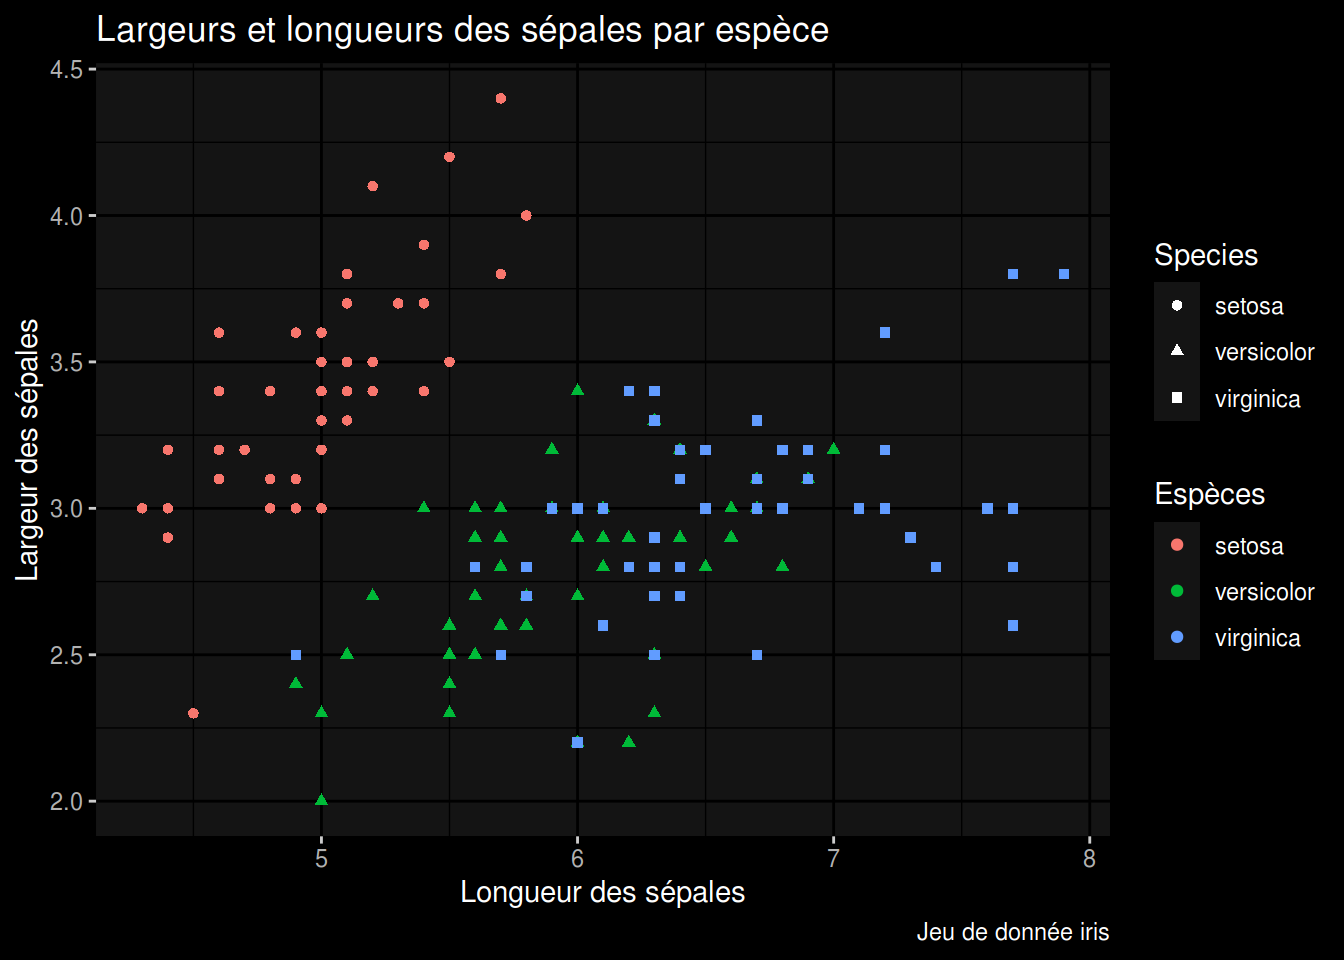 Largeurs et longueurs des sépales par espèce
4.5
4.0
3.5
3.0
2.5
2.0
Largeur des sépales
5
6
7
8
Longueur des sépales
Species
setosa
versicolor
virginica
Espèces
setosa
versicolor
virginica
Jeu de donnée iris